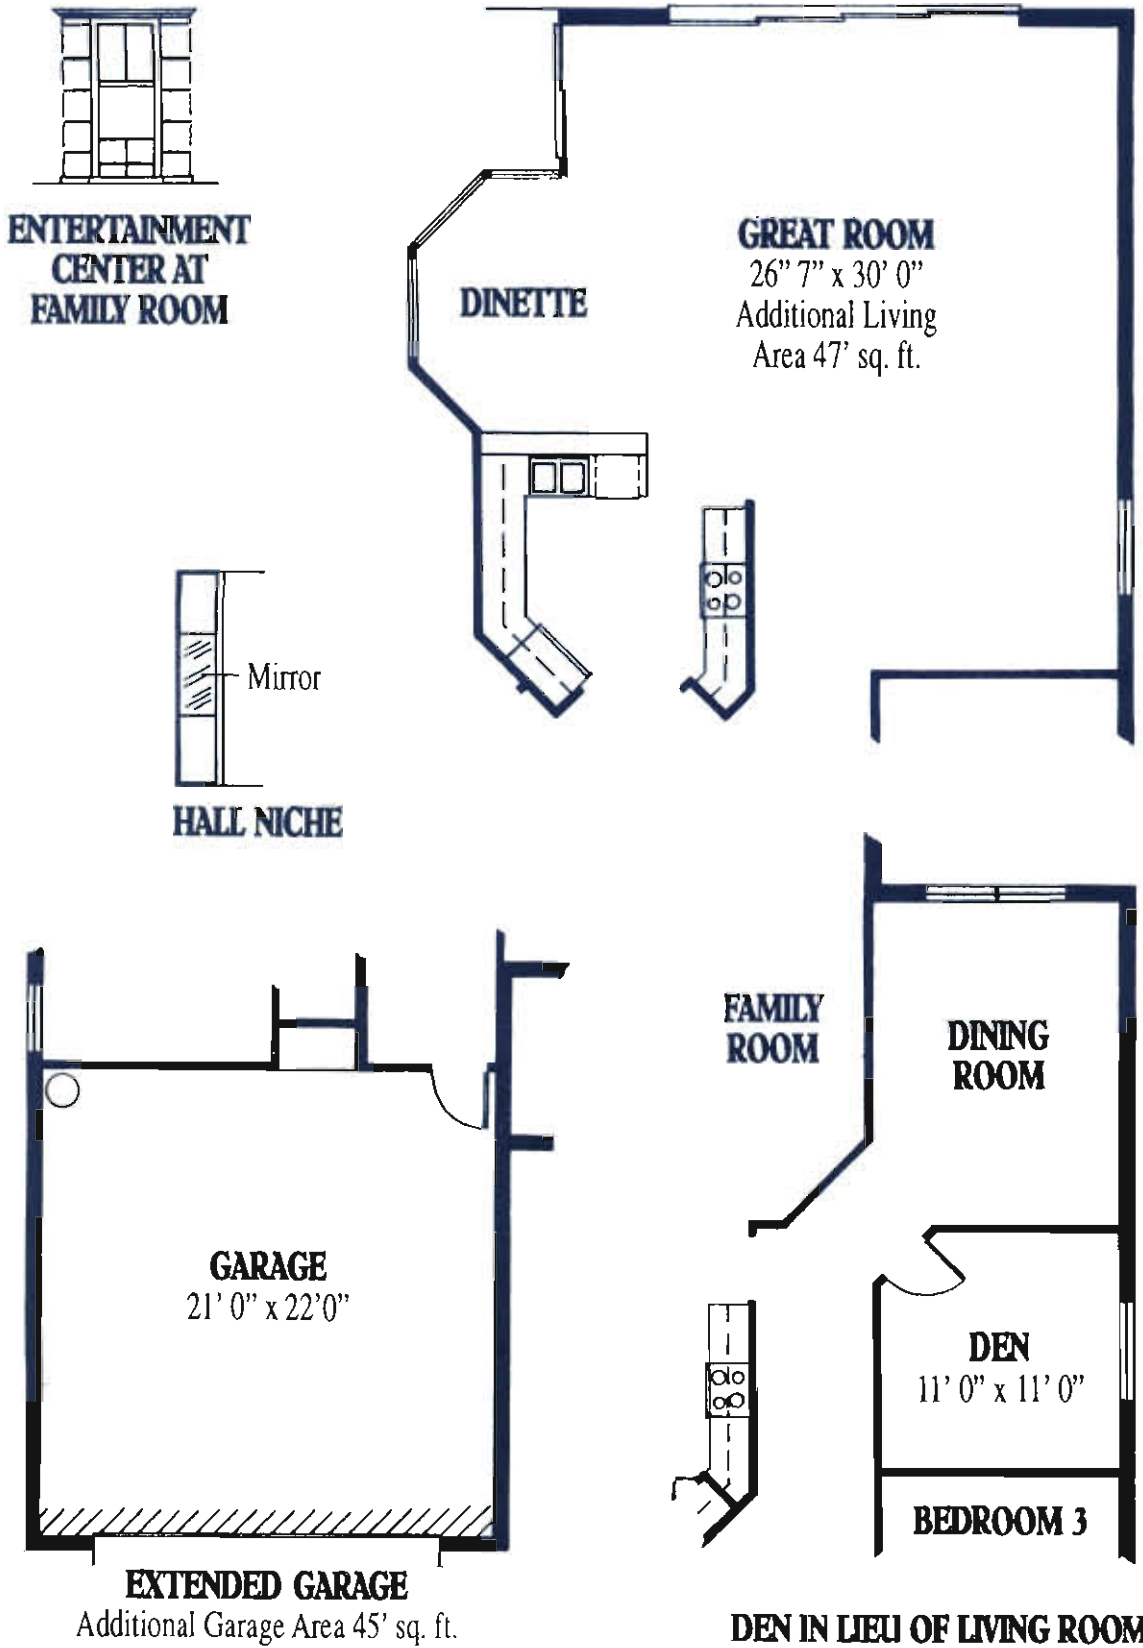 ENTERTAINMENT
CENTER AT
FAMILY ROOM
GREAT ROOM
26” 7” x 30’ 0”
Additional Living
Area 47’ sq. ft.
DINETTE
Mirror
HALL NICHE
FAMILY
ROOM
DINING
ROOM
GARAGE
21’ 0” x 22’0”
DEN
11’ 0” x 11’ 0”
BEDROOM 3
EXTENDED GARAGE
Additional Garage Area 45’ sq. ft.
DEN IN LIEU OF LIVING ROOM